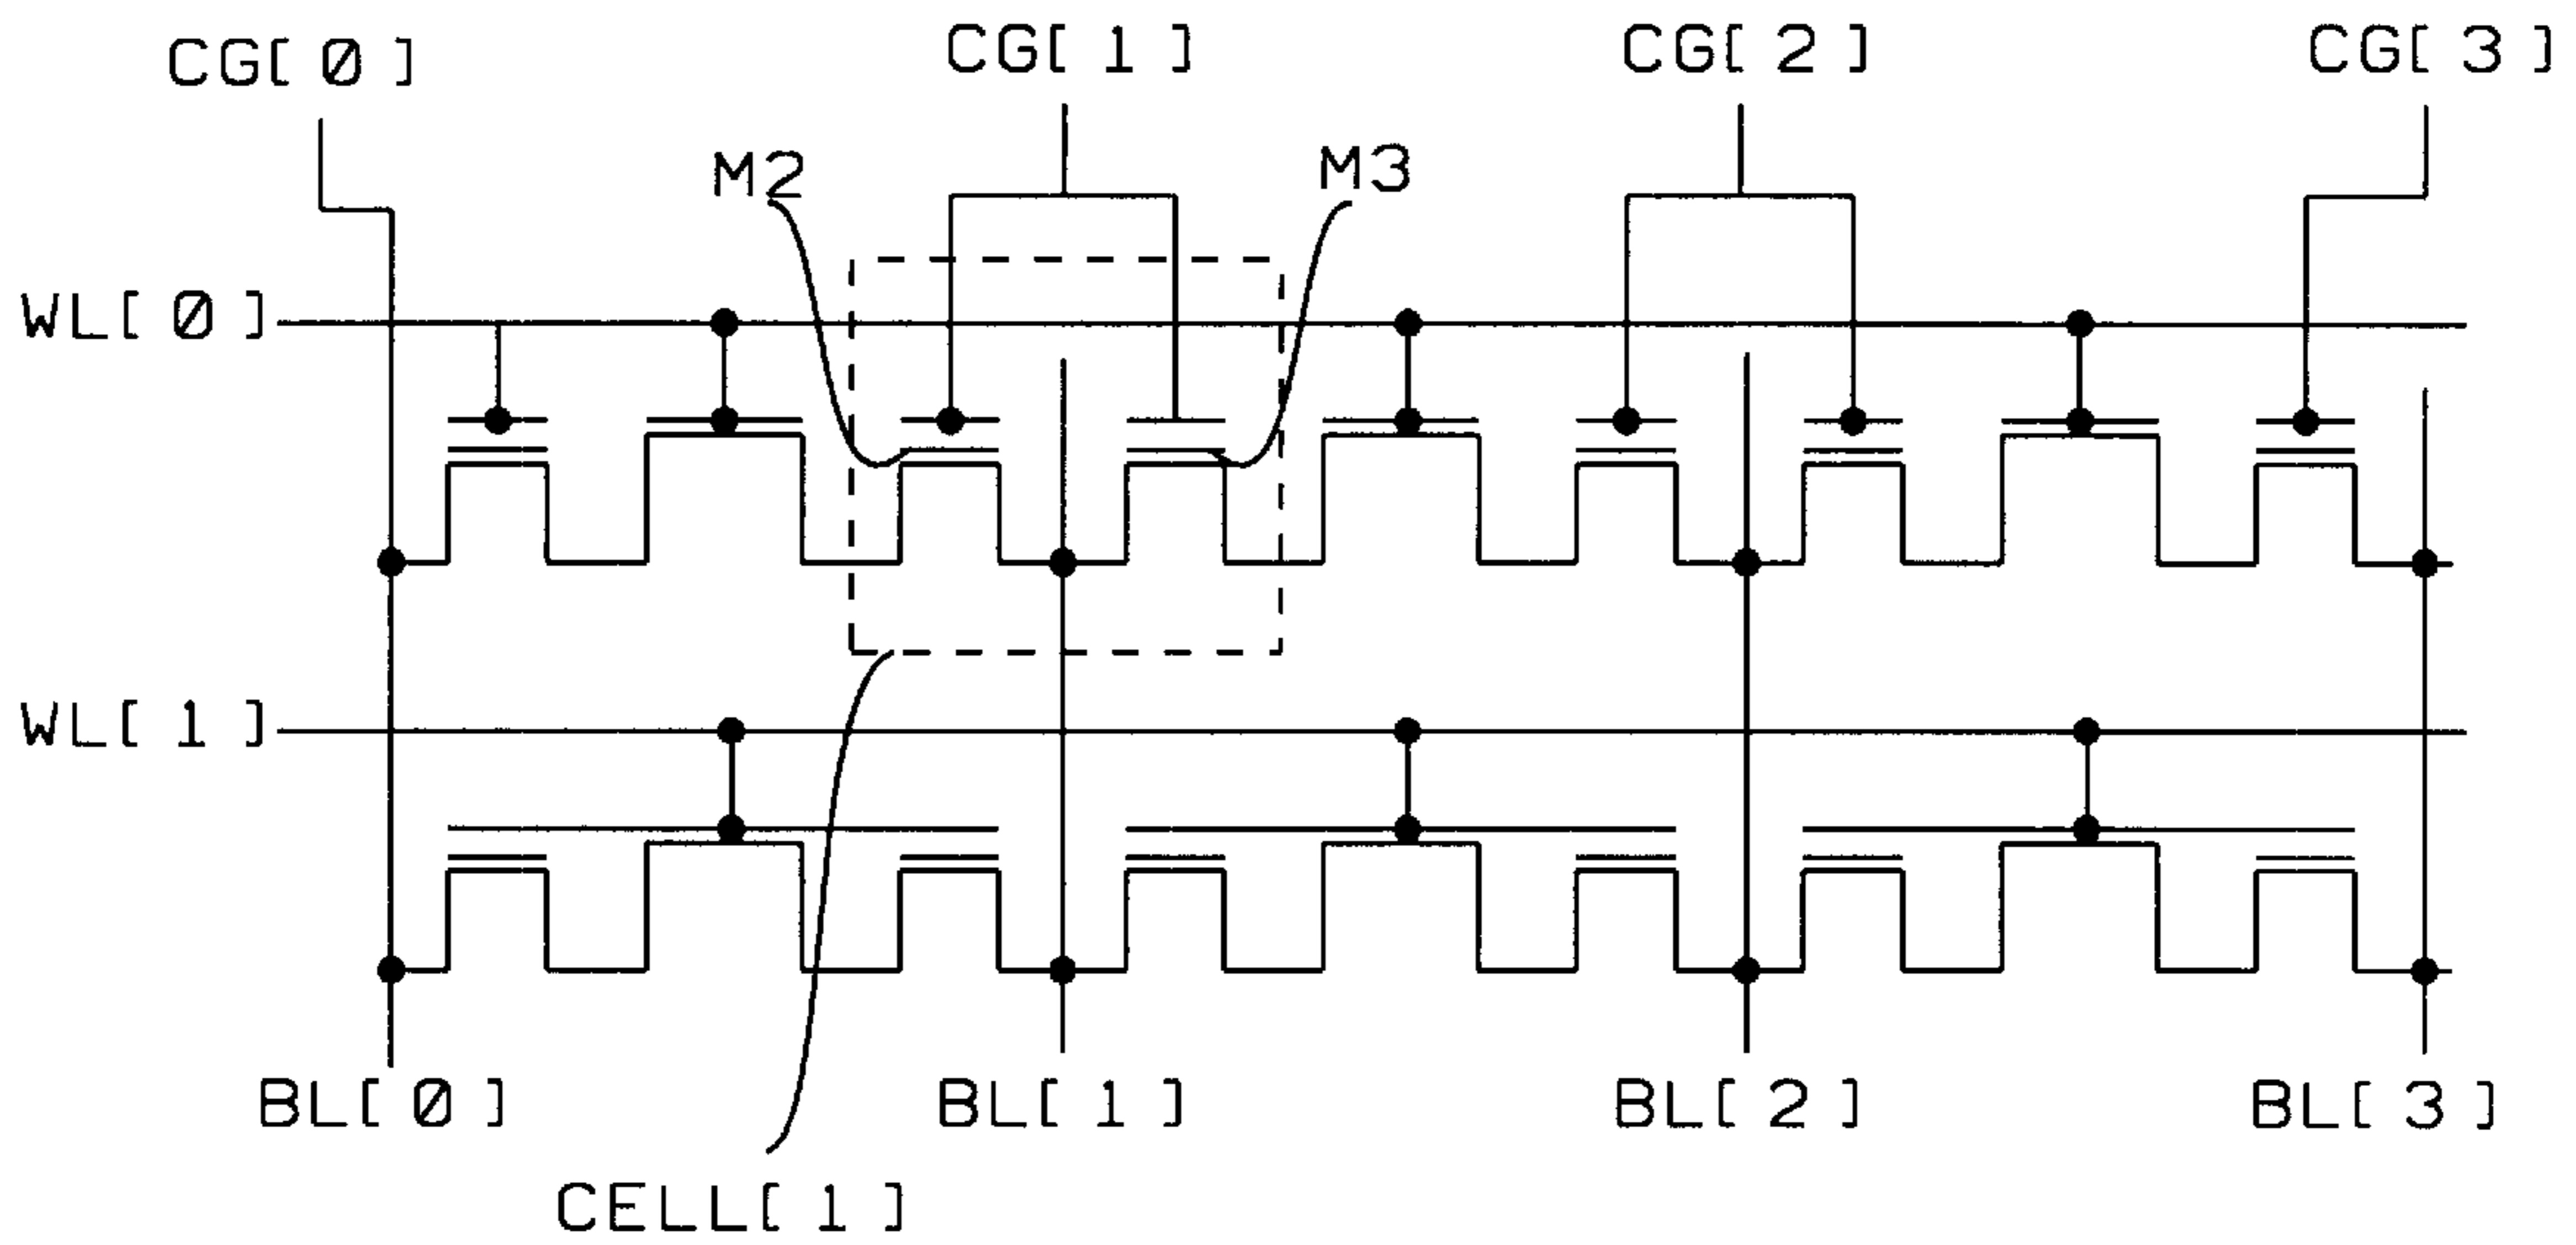 CG[ 0 ]
CG[ 1 ]
CG[ 2 ]
CG[ 3 ]
M2
M3
WL[ 0 ]
WL[ 1 ]
BL[ 0 ]
BL[ 1 ]
BL[ 2 ]
BL[ 3 ]
CELL[ 1 ]